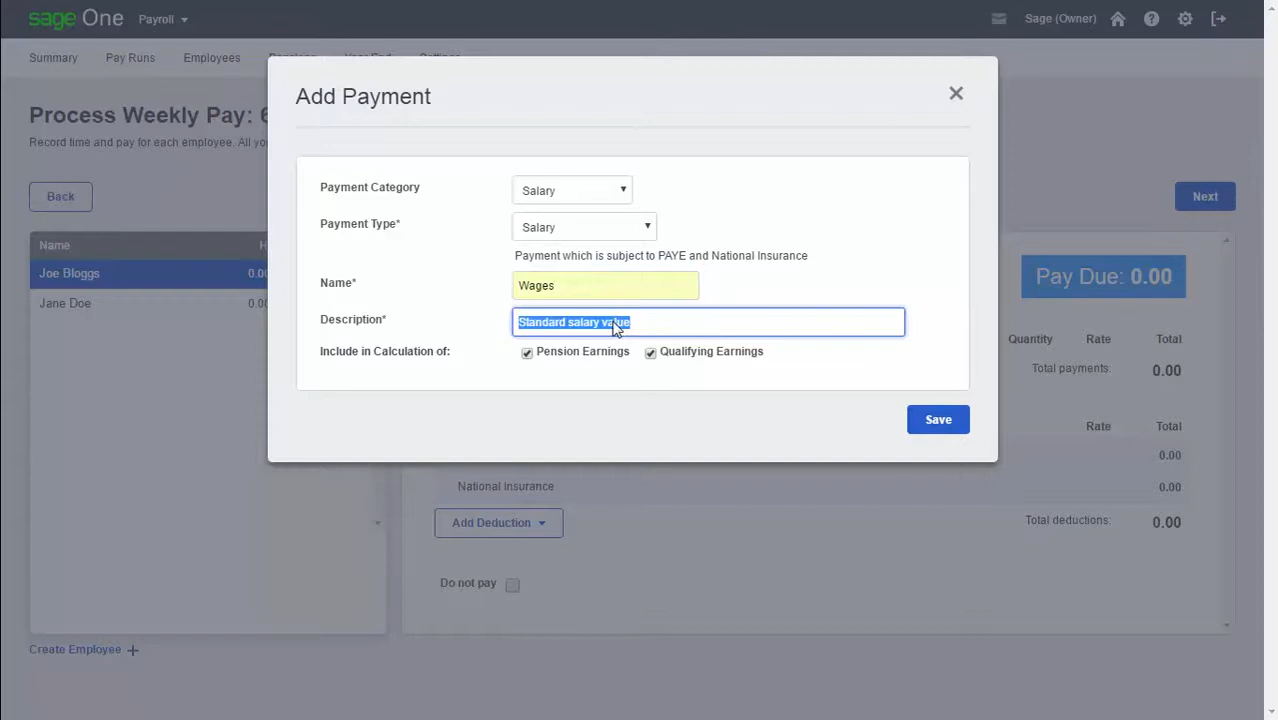 sage One
Payroll
Sage (Owner)
Summary
Pay Runs
Employees
Add Payment
Process Weekly Pay: 6
Record time and pay for each employee. All yo
Payment Category
Salary
Back
Next
Payment Type*
Salary
Payment which is subject to PAYE and National Insurance
Name
H
Joe Bloggs
0.00
Jane Doe
0.00
Name*
Wages
Pay Due: 0.00
Description*
Standard salary value
Include in Calculation of:
Pension Earnings
Qualifying Earnings
Quantity
Rate
Total
Total payments:
0.00
Save
Rate
Total
0.00
National Insurance
0.00
Add Deduction
Total deductions:
0.00
Do not pay
Create Employee